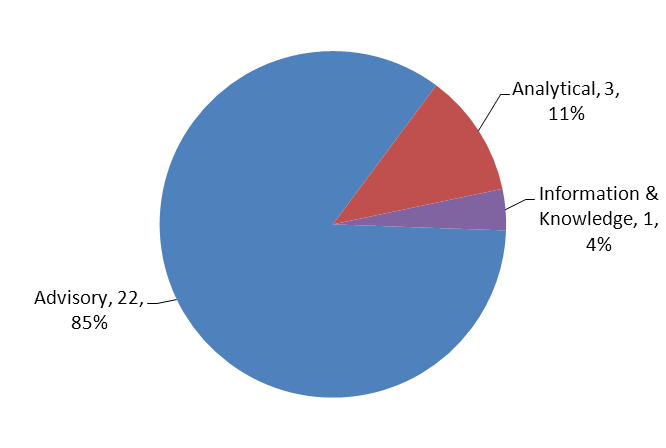 Analytical, 3,
11%
Information &
Knowledge, 1,
4%
Advisory, 22,
85%